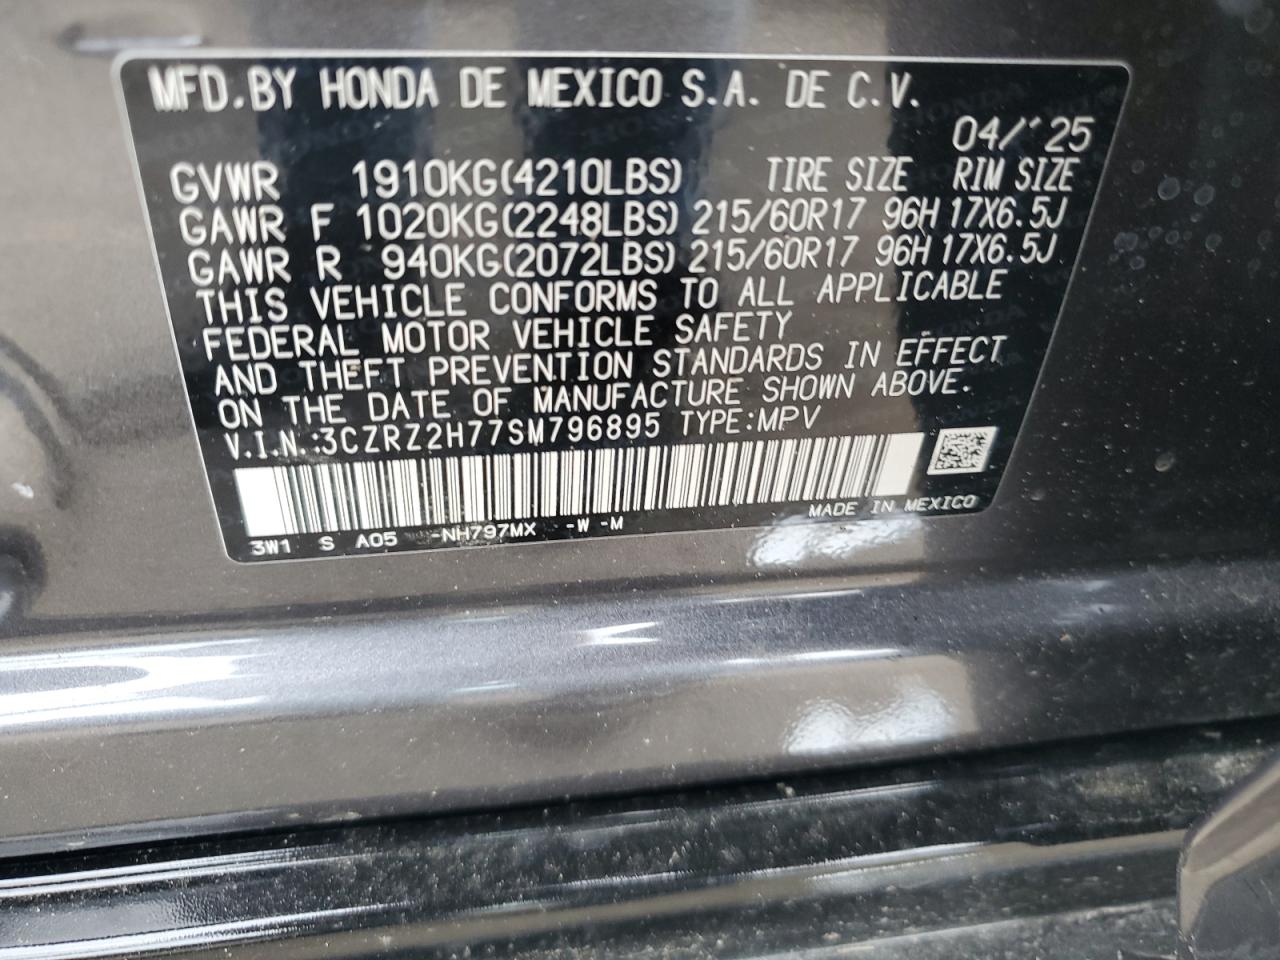 MFD. BY HONDA DE MEXICO S.A. DE C.V.
04/'25
GVWR 1910KG(4210LBS) TIRE SIZE RIM SIZE
GAWR F 1020KG(2248LBS) 215/60R17 96H 17X6.5J
GAWR R 940KG(2072LBS) 215/60R17 96H 17X6.5J
THIS VEHICLE CONFORMS TO ALL APPLICABLE
FEDERAL MOTOR VEHICLE SAFETY
AND THEFT PREVENTION STANDARDS IN EFFECT
ON THE DATE OF MANUFACTURE SHOWN ABOVE.
V.I.N.:3CZRZ2H77SM796895 TYPE:MPV
3W1 S A05 -NH797MX -W -M MADE IN MEXICO